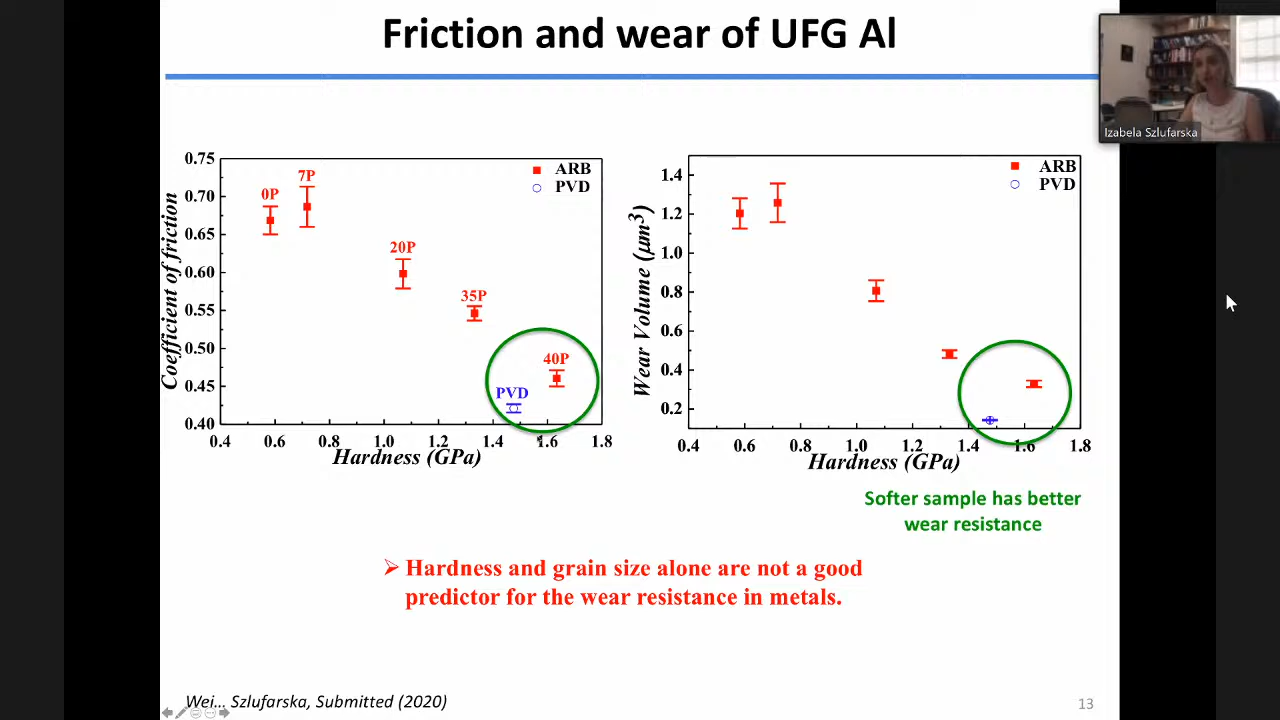 Friction and wear of UFG Al
Izabela Szlufarska
0.75
0.70
0.65
0.60
0.55
0.50
0.45
0.40
Coefficient of friction
0P
7P
20P
35P
40P
PVD
ARB
PVD
0.4 0.6 0.8 1.0 1.2 1.4 1.6 1.8
Hardness (GPa)
1.4
1.2
1.0
0.8
0.6
0.4
0.2
Wear Volume (μm3)
ARB
PVD
0.4 0.6 0.8 1.0 1.2 1.4 1.6 1.8
Hardness (GPa)
Softer sample has better
wear resistance
➢ Hardness and grain size alone are not a good
predictor for the wear resistance in metals.
Wei... Szlufarska, Submitted (2020)
13